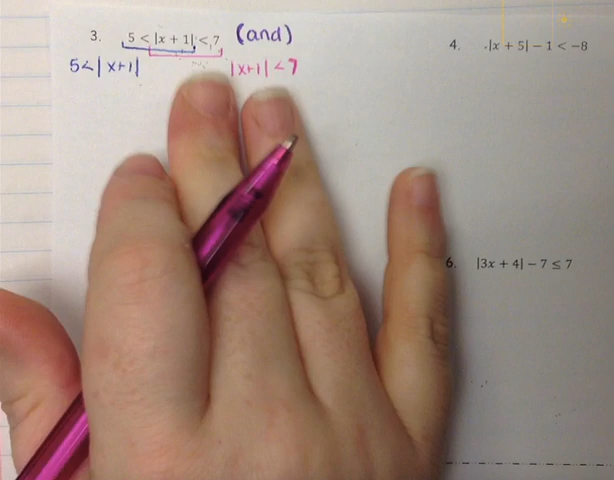 3. 5 < |x + 1| < 7 (and)
5 < |x+1| |x+1| < 7
4. |x + 5| − 1 < −8
6. |3x + 4| − 7 ≤ 7